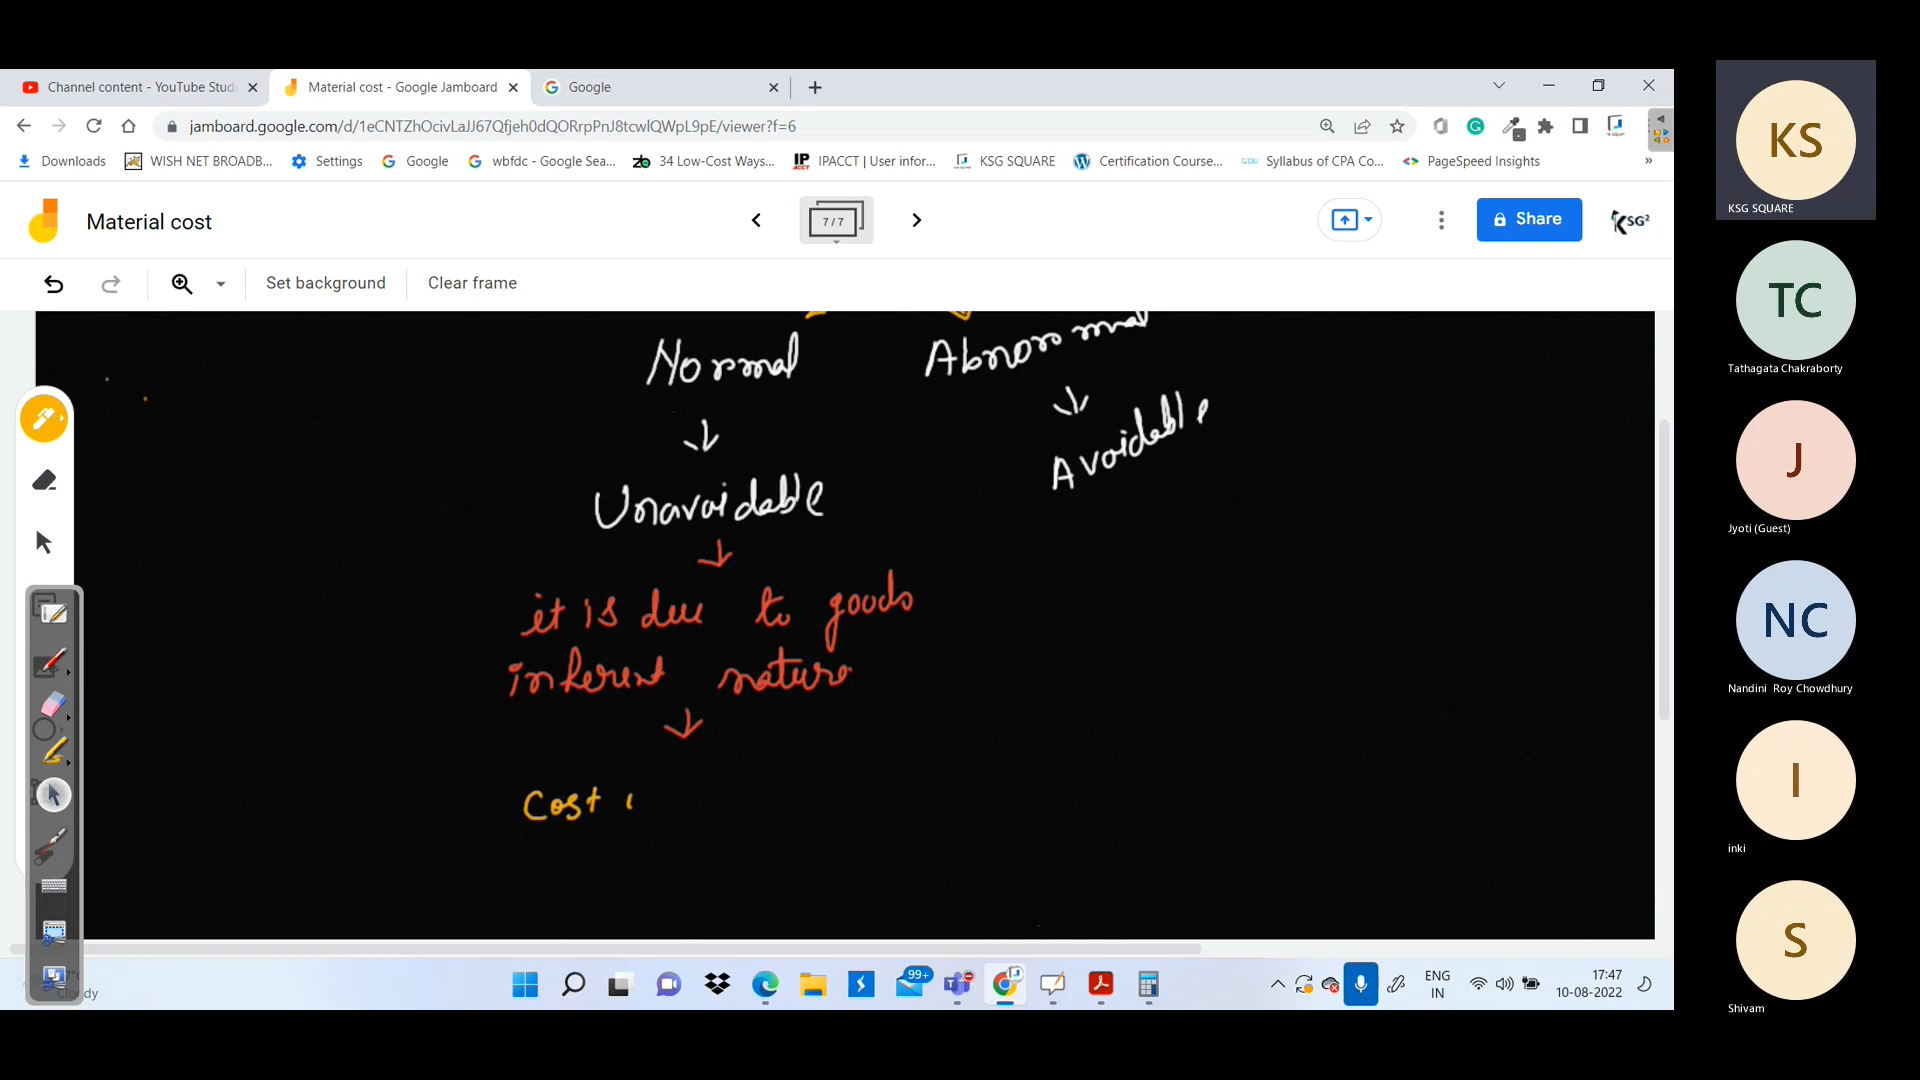 Channel content - YouTube Stud
Material cost - Google Jamboard
Google
jamboard.google.com/d/1eCNTZhOcivLaJJ67Qfjeh0dQORrpPnJ8tcwlQWpL9pE/viewer?f=6
Downloads
WISH NET BROADB...
Settings
Google
wbfdc - Google Sea...
34 Low-Cost Ways...
IPACCT | User infor...
KSG SQUARE
Certification Course...
Syllabus of CPA Co...
PageSpeed Insights
»
Material cost
7 / 7
Share
KSG²
Set background
Clear frame
Normal
Abnormal
Unavoidable
Avoidable
it is due to goods
inherent nature
Cost
Cloudy
99+
ENG
IN
17:47
10-08-2022
KS
KSG SQUARE
TC
Tathagata Chakraborty
J
Jyoti (Guest)
NC
Nandini Roy Chowdhury
I
inki
S
Shivam